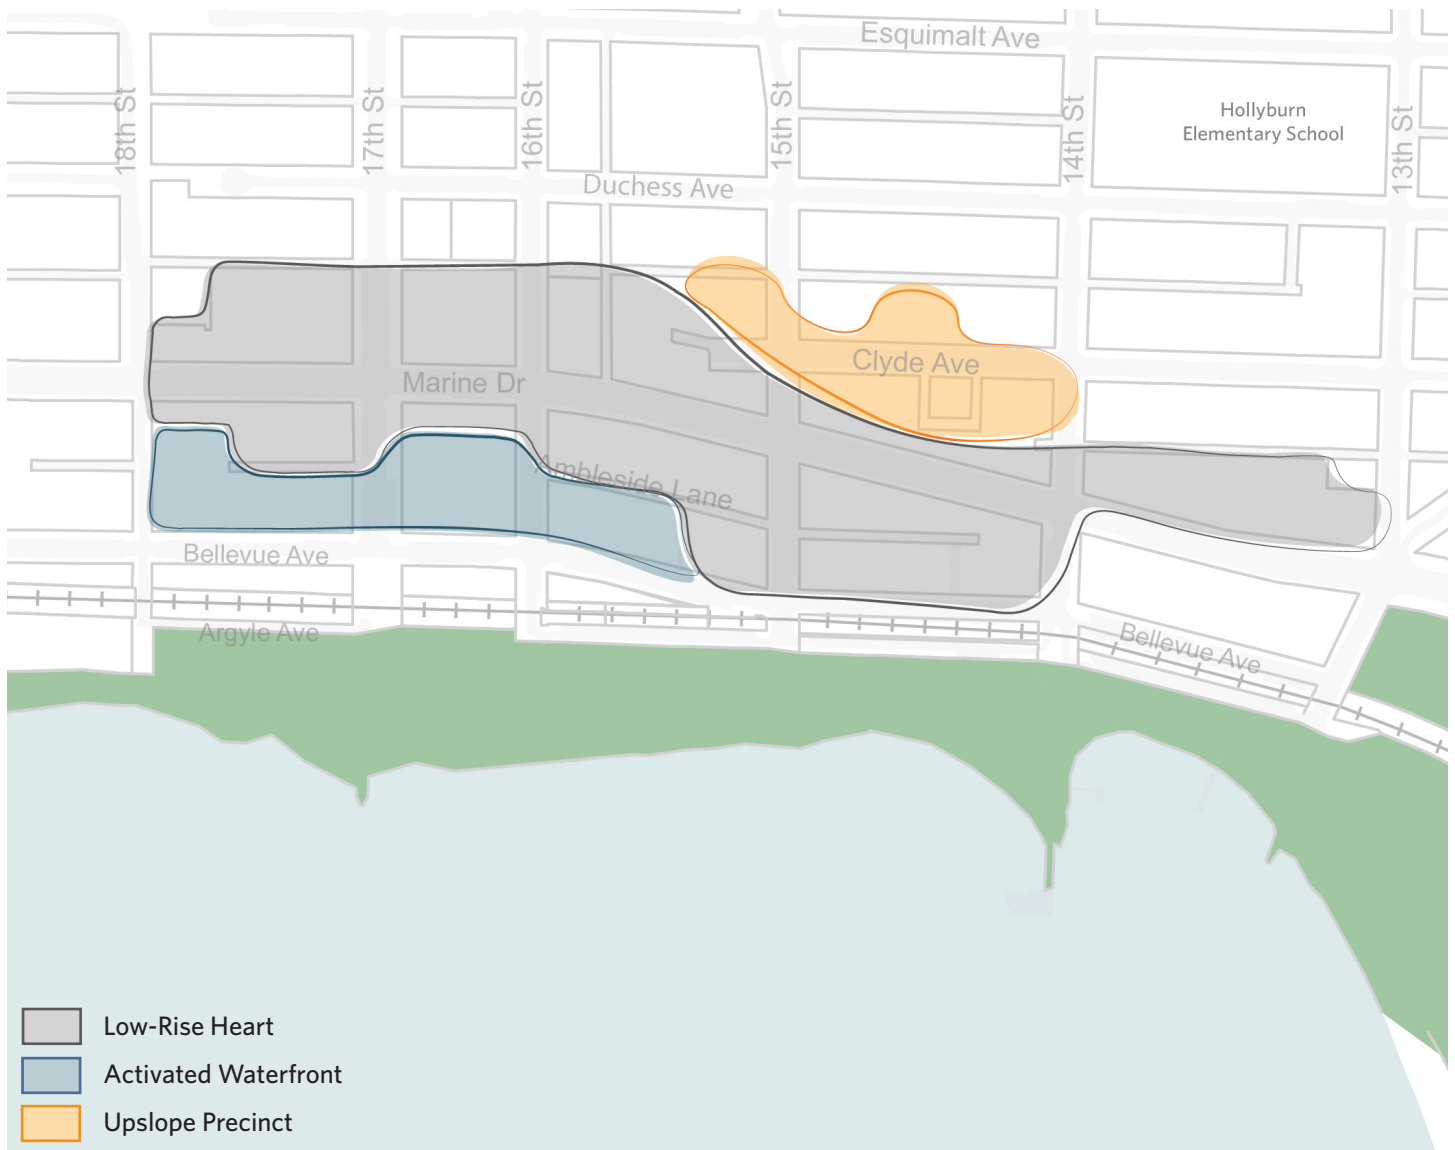 Esquimalt Ave
Hollyburn
Elementary School
18th St
17th St
16th St
15th St
14th St
13th St
Duchess Ave
Clyde Ave
Marine Dr
Ambleside Lane
Bellevue Ave
Argyle Ave
Bellevue Ave
Low-Rise Heart
Activated Waterfront
Upslope Precinct